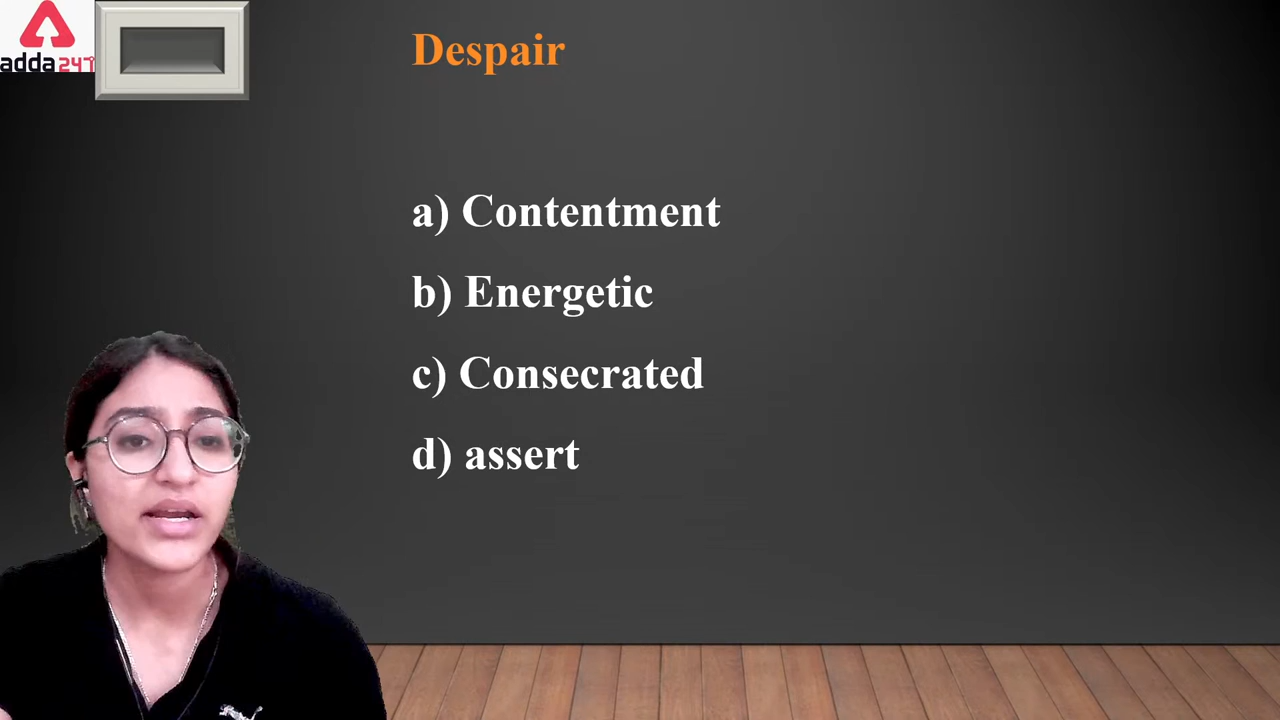 adda247
Despair
a) Contentment
b) Energetic
c) Consecrated
d) assert